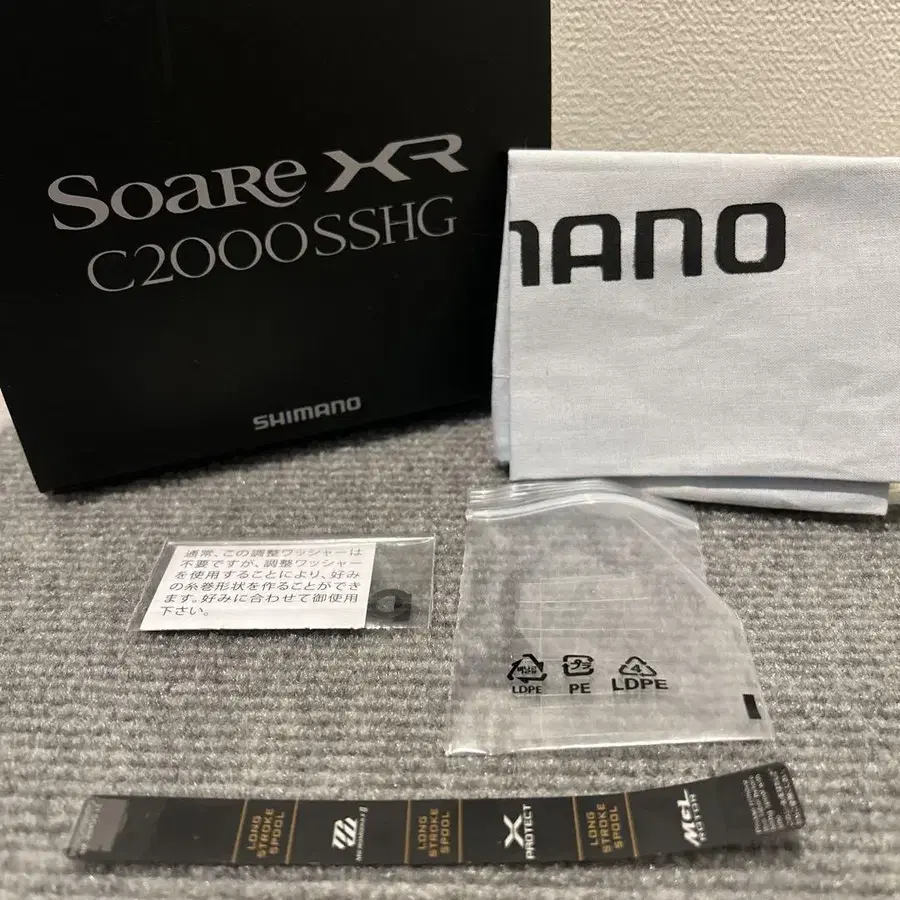 SOARE XR
C2000SSHG
SHIMANO
MANO
通常、この調整ワッシャーは
不要ですが、調整ワッシャー
を使用することにより、好み
の糸巻形状を作ることができ
ます。好みに合わせて御使用
下さい。
LDPE
PE
4
LDPE
LONG
STROKE
SPOOL
LONG
STROKE
SPOOL
X
PROTECT
LONG
STROKE
SPOOL
MGL
ROTOR